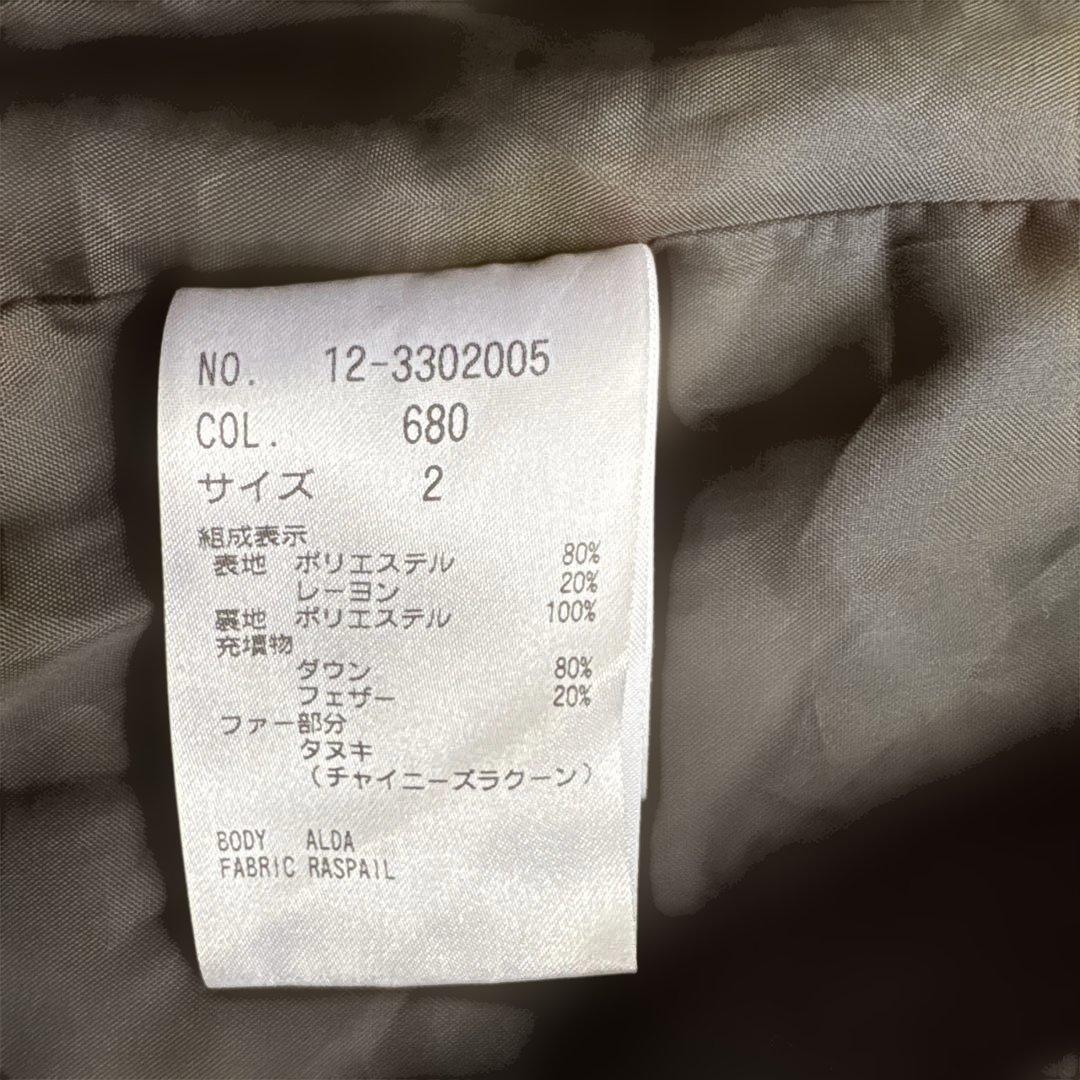 NO. 12-3302005
COL. 680
サイズ 2
組成表示
表地 ポリエステル 80%
レーヨン 20%
裏地 ポリエステル 100%
充填物
ダウン 80%
フェザー 20%
ファー部分
タヌキ
（チャイニーズラクーン）
BODY ALDA
FABRIC RASPAIL